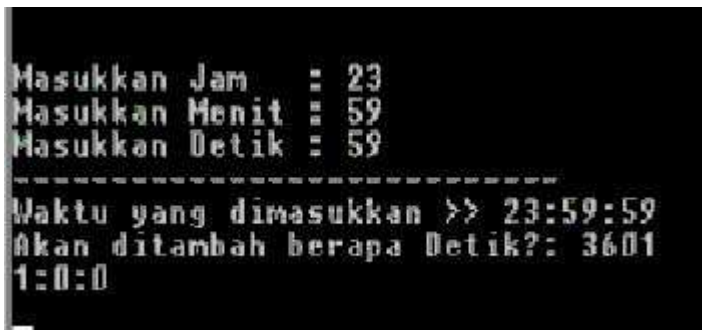 Masukkan Jam   : 23
Masukkan Menit : 59
Masukkan Detik : 59
----------------------------
Waktu yang dimasukkan >> 23:59:59
Akan ditambah berapa Detik?: 3601
1:0:0